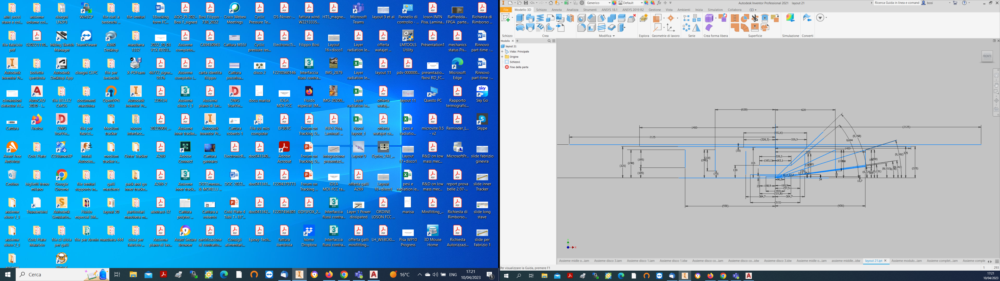 altri pezzi stave e col...
assieme volume col...
disegni LN2P3
WinSCP
file dati a bedeschi ...
file venturi
1Booking form FC...
AOO_PI-202... Bosi F_signed
Bosi Filippo - 730_2022
Cisco Webex Meetings
Cyclic Pressure Te...
DS-Novec-...
fattura wind W2213335...
HTS_magne...
Microsoft Teams
layout 9 et al
Pannello di controllo - ...
loson INFN Pisa, Lamina...
Raffredda... FPGA parte...
Richiesta di Rimborso ...
file fabrizio pdf
G20221110...
Inkling Sketch Manager
TeamViewer
A360 Desktop
maschera 1332
2022_10_03 VTX REGU...
Assieme completo...
CA9450943
Cattura M55J
Cyclic pressure tes...
ElectronicTi...
Filippo Bosi
Layout 16+disco1
Layer radiation le...
offerta watajet ...
LMTOOLS Utility
Présentation1
mechanics status Pis...
Rinnovo part-time -...
Autodesk Inventor Pr...
bollette iperdrola
Autodesk Desktop App
disegni CEPC
file per bedeschi
X-PDFsam
46772_signe... 9176
Assieme completo l...
carta identita filippo
Cattura pocofoa...
disco 2
F2210560146
Interfaccia flussi contra...
IMG_2879
Layer radiation le...
layout 11
pdv-000000...
presentazio... fbosi RD_FC...
Microsoft Edge
Rinnovo part-time -...
dimensioni detector AT...
AutoCAD 2020 - I...
file BELLE2 CMOS
documenti macchina
OpenVPN GUI
Autodesk Inventor Pr...
220134
Assieme disco 1_1
Assieme piano di lav...
DWG TrueView...
docu marisa
IDEA MDI-FCC
Fluido especial 3M...
IMG-20200...
Layer radiation le...
offerta wataj...
layout 11
Questo PC
Rapporto termografic...
Sky Go
Cattura
Firefox
DWG TrueVie...
file per fabrizi...
Medium tracker
nuovo interfacc...
20220901_...
Assieme inner tracke...
Autodesk Inventor Pr...
Cattura roberto 1
File sul mio computer
EP30TC
Forum on Tracking D...
INFN Pisa, Laminati ...
Nuovi layout_1
offerta watajet ce...
pesi e radiatio...
microvite 0.5 - v2
Reminder_L...
Skype
Avast Free Antivirus
Cold Plate
CDBurnerXP
Install Autodes...
medium tracker r...
Outer Tracker
A269
Adobe Connect
Cattura gennaro
ElectronicR...
doc041340...
Adobe Acrobat
Forum on Tracking D...
integrazione presentazi...
Layout 9
Optics_241_...
Layout 17+disco1
R&D on low mass mec...
MicrosoftPr...
slide fabrizio ginevra
Cestino
biglietti treno milano
Google Chrome
file venturi supporto in...
galli maschere
pack and go inner tracke...
A269-2
Assieme inner track...
DDTEmesso... & MORELLI ...
DOC-2022...
doc041341...
F2204379773
Forum on Tracking ...
IDEA MDI-FCC ta...
offerta galli A269
Layout 18+disco1
pesi e radiation le...
R&D on low mass mec...
report prova belle 2 07-...
slide inner Tracker
assieme disco 1_1
Thunderbird
Autodesk Simulatio...
Fluido especial 3M...
layout 20
particolari maschera m...
abstract-32
Cattura polytec ...
Cattura x roberto
Cold Plate 4 Tubi T=15°...
doc041342...
F2207456301
GDFSFOX_2...
Interfaccia flussi contra...
Layer 1 Power dissipated
ORDINE LOSON FCC ...
marisa
Minifitting_...
Richiesta di Rimborso...
slide long stave
assieme disco 2_1
Cold Plate Maurizio
file di silvia per galli
file per Armin
maschera 444
slide per fabrizio ...
Assieme piano di lav...
Avast Secure Browser
certificazione di contratto...
Consigli alimentari...
Epoxy-Tech...
fattura iberdrola
home Dropbox
Interfaccia flussi contra...
offerta galli minifitting...
LH_WEBCKI....
Pisa WP10 Progress
3D Mouse Home
Richiesta Autorizzazi...
slide per Fabrizio 1
assieme
Virtual
Cerca
16°C
ENG
17:21
10/04/2023
Autodesk Inventor Professional 2021 layout 21
Generico
Default
Ricerca Guida in linea e comand
bosi
File
Modello 3D
Schizzo
Annota
Analizza
Strumenti
ANSYS 18.1
ANSYS 2019 R2
Gestione
Vista
Ambienti
Inizia
Simulation
Collabora
Schizzo
Crea
Modifica
Esplora
Geometrie di lavoro
Serie
Crea forma libera
Superficie
Simulazione
Converti
Modello
layout 21
Vista: Principale
Origine
Schizzo1
Fine della parte
FRONTE
(620)
620
1400
(2125)
2125
(652,6)
(326,3)
326,3
(0,768)
0,694
(10)
1400
930
326,2
(163,1)
163,1
(0,302)
325
(185)
(220)
(290)
(290)
(325)
(105)
(70)
130
315
(0,132)
(0,131)
(325)
34
13,7
23
160,9
160,9
257,5
(193)
(321,8)
304,7
304,7
(515)
(930)
(930)
Y
X
Assieme midle o...iam
Assieme disco 3.iam
Assieme disco 1.iam
Assieme disco 1.idw
Assieme disco co...iam
Assieme disco co...idw
Assieme disco 3.idw
Assieme midle o...iam
assieme middle...idw
layout 21.ipt
Assieme modulo...iam
Assieme complet...iam
Assieme comple
Per visualizzare la Guida, premere F1
1
293
17:21
10/04/2023